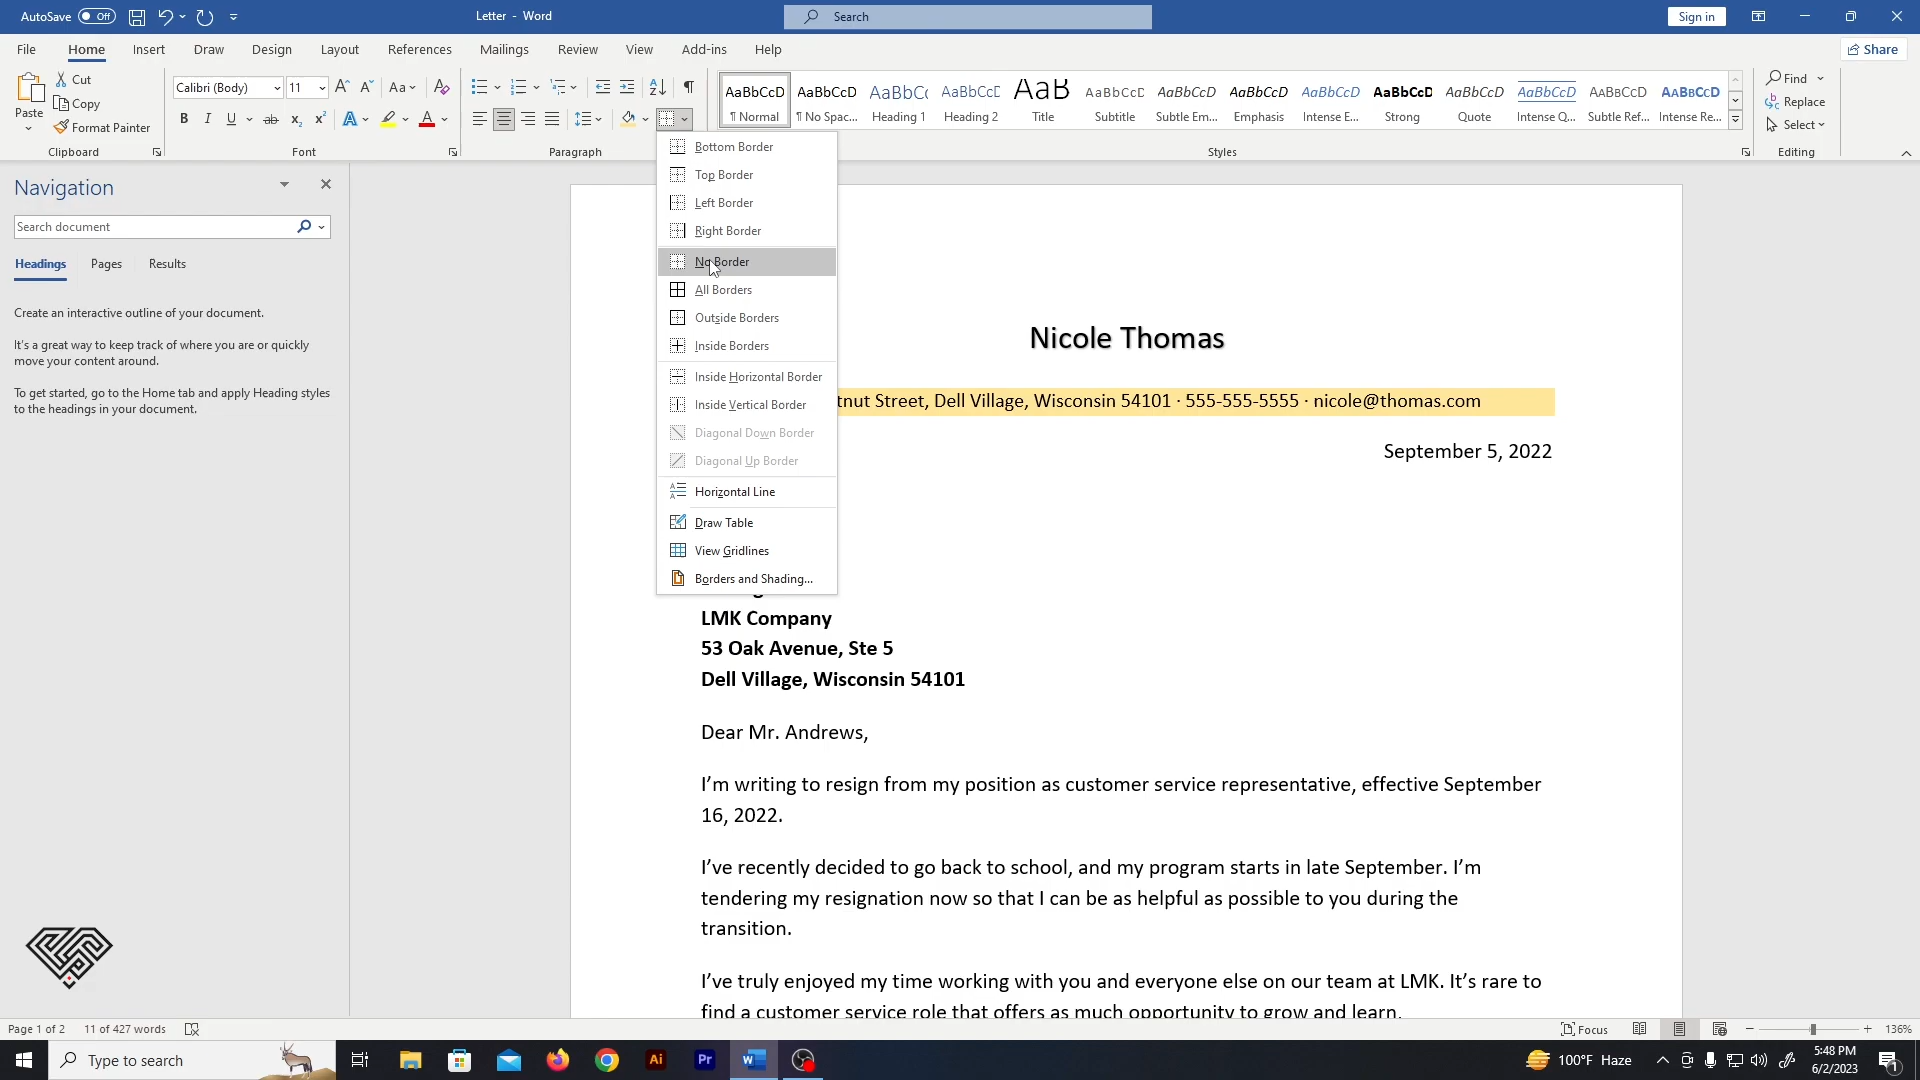 AutoSave Off Letter - Word Search Sign in
File Home Insert Draw Design Layout References Mailings Review View Add-ins Help Share
Paste Cut Copy Format Painter
Clipboard
Calibri (Body) 11
Font
Paragraph
AaBbCcD AaBbCcD AaBbC AaBbCcD AaB AaBbCcD AaBbCcD AaBbCcD AaBbCcD AaBbCcD AaBbCcD AaBbCcD AABBCCD AABBCCD
¶ Normal ¶ No Spac... Heading 1 Heading 2 Title Subtitle Subtle Em... Emphasis Intense E... Strong Quote Intense Q... Subtle Ref... Intense Re...
Styles
Find
Replace
Select
Editing
Navigation
Search document
Headings Pages Results
Create an interactive outline of your document.
It's a great way to keep track of where you are or quickly
move your content around.
To get started, go to the Home tab and apply Heading styles
to the headings in your document.
Bottom Border
Top Border
Left Border
Right Border
No Border
All Borders
Outside Borders
Inside Borders
Inside Horizontal Border
Inside Vertical Border
Diagonal Down Border
Diagonal Up Border
Horizontal Line
Draw Table
View Gridlines
Borders and Shading...
Nicole Thomas
Street, Dell Village, Wisconsin 54101 · 555-555-5555 · nicole@thomas.com
September 5, 2022
LMK Company
53 Oak Avenue, Ste 5
Dell Village, Wisconsin 54101
Dear Mr. Andrews,
I’m writing to resign from my position as customer service representative, effective September
16, 2022.
I’ve recently decided to go back to school, and my program starts in late September. I’m
tendering my resignation now so that I can be as helpful as possible to you during the
transition.
I’ve truly enjoyed my time working with you and everyone else on our team at LMK. It’s rare to
find a customer service role that offers as much opportunity to grow and learn,
Page 1 of 2 11 of 427 words Focus 136%
Type to search
100°F Haze
5:48 PM
6/2/2023